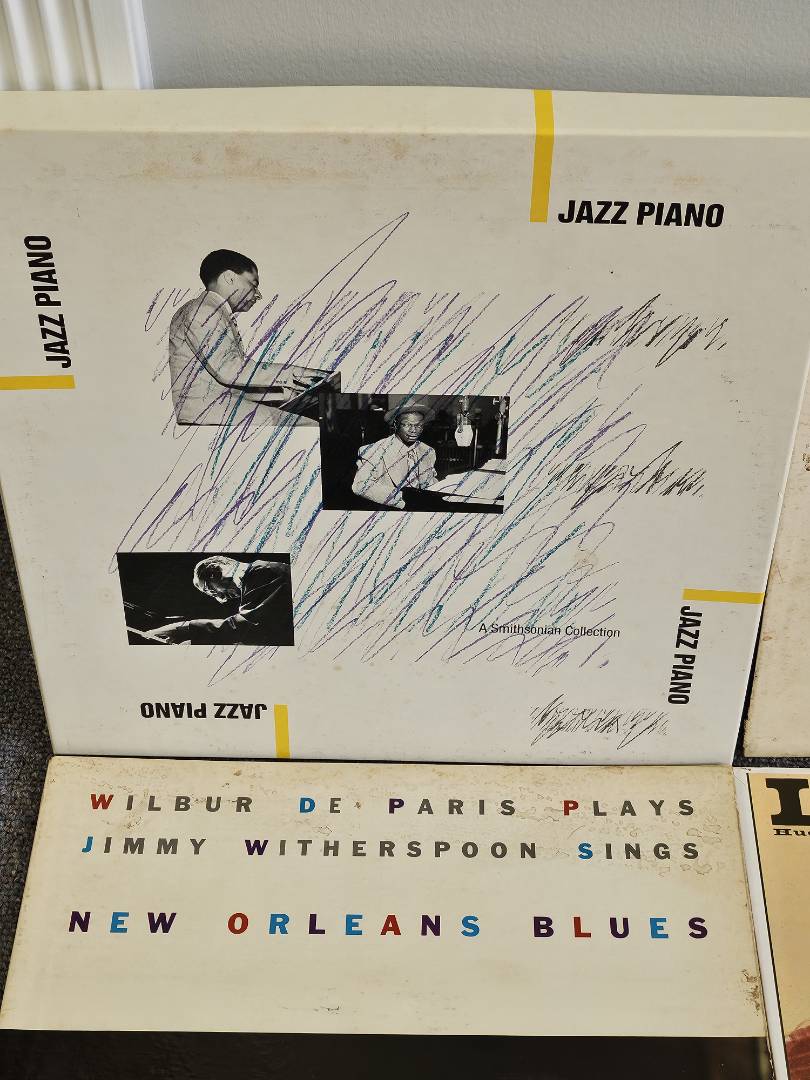 JAZZ PIANO
JAZZ PIANO
A Smithsonian Collection
JAZZ PIANO
JAZZ PIANO
WILBUR DE PARIS PLAYS
JIMMY WITHERSPOON SINGS
NEW ORLEANS BLUES